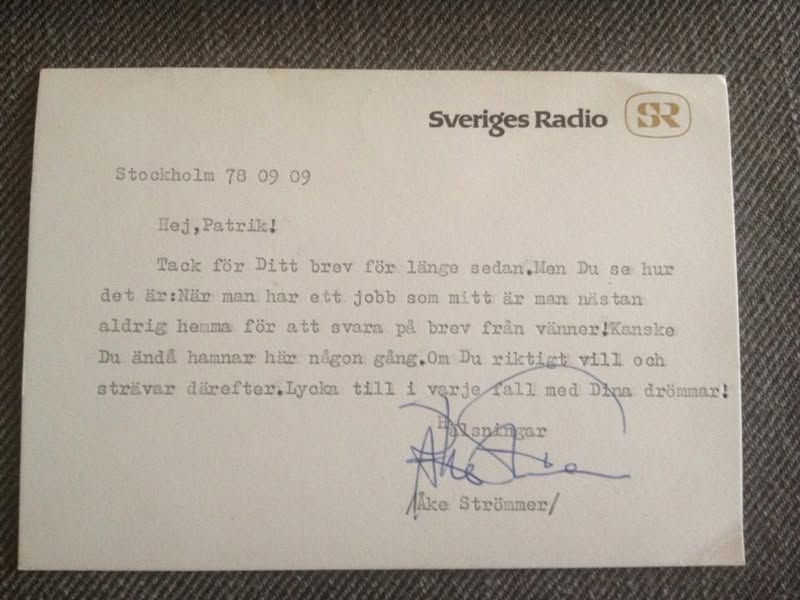 Sveriges Radio SR
Stockholm 78 09 09
Hej,Patrik!
Tack för Ditt brev för länge sedan.Men Du se hur
det är:När man har ett jobb som mitt är man nästan
aldrig hemma för att svara på brev från vänner!Kanske
Du ändå hamnar här någon gång.Om Du riktigt vill och
strävar därefter.Lycka till i varje fall med Dina drömmar!
Hälsningar
Åke Strömmer
/Åke Strömmer/